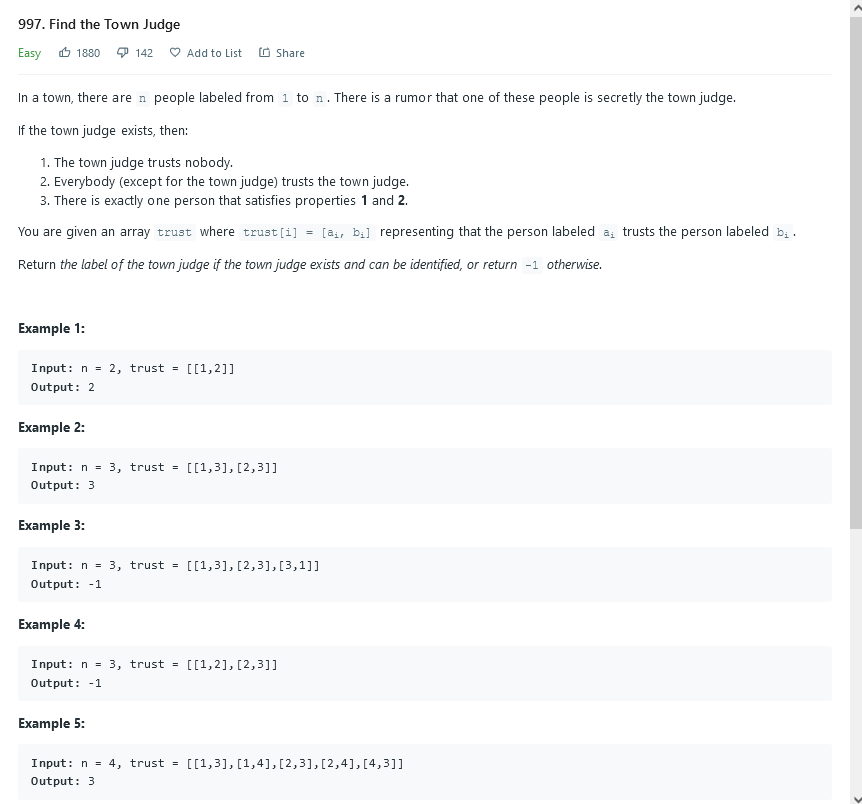 997. Find the Town Judge
Easy 1880 142 Add to List Share
In a town, there are n people labeled from 1 to n. There is a rumor that one of these people is secretly the town judge.
If the town judge exists, then:
1. The town judge trusts nobody.
2. Everybody (except for the town judge) trusts the town judge.
3. There is exactly one person that satisfies properties 1 and 2.
You are given an array trust where trust[i] = [aᵢ, bᵢ] representing that the person labeled aᵢ trusts the person labeled bᵢ.
Return the label of the town judge if the town judge exists and can be identified, or return -1 otherwise.
Example 1:
Input: n = 2, trust = [[1,2]]
Output: 2
Example 2:
Input: n = 3, trust = [[1,3],[2,3]]
Output: 3
Example 3:
Input: n = 3, trust = [[1,3],[2,3],[3,1]]
Output: -1
Example 4:
Input: n = 3, trust = [[1,2],[2,3]]
Output: -1
Example 5:
Input: n = 4, trust = [[1,3],[1,4],[2,3],[2,4],[4,3]]
Output: 3